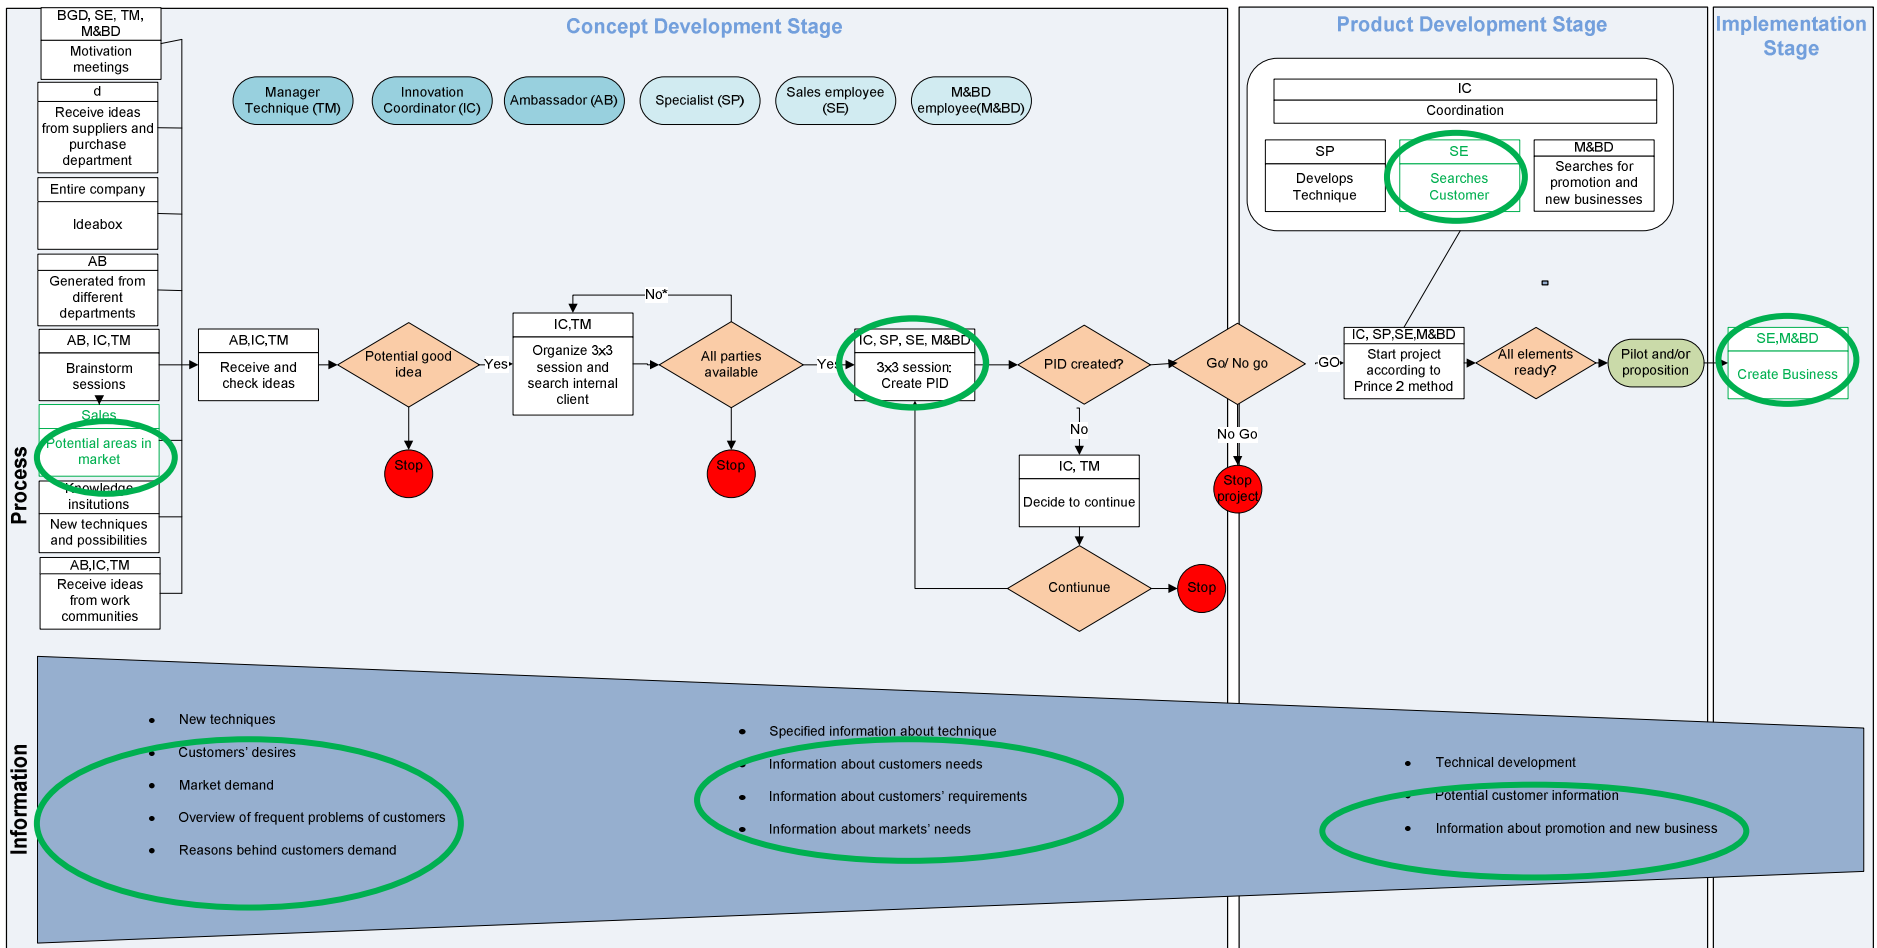 Concept Development Stage
Product Development Stage
Implementation
Stage
BGD, SE, TM,
M&BD
Motivation
meetings
d
Receive ideas
from suppliers and
purchase
department
Entire company
Ideabox
AB
Generated from
different
departments
AB, IC,TM
Brainstorm
sessions
Sales
Potential areas in
market
Knowledge
insitutions
New techniques
and possibilities
AB,IC,TM
Receive ideas
from work
communities
Manager
Technique (TM)
Innovation
Coordinator (IC)
Ambassador (AB)
Specialist (SP)
Sales employee
(SE)
M&BD
employee(M&BD)
AB,IC,TM
Receive and
check ideas
Potential good
idea
Yes
Stop
IC,TM
Organize 3x3
session and
search internal
client
No*
All parties
available
Yes
Stop
IC, SP, SE, M&BD
3x3 session:
Create PID
PID created?
No
IC, TM
Decide to continue
Contiunue
Stop
Go/ No go
No Go
Stop
project
GO
IC
Coordination
SP
Develops
Technique
SE
Searches
Customer
M&BD
Searches for
promotion and
new businesses
IC, SP,SE,M&BD
Start project
according to
Prince 2 method
All elements
ready?
Pilot and/or
proposition
SE,M&BD
Create Business
Process
Information
• New techniques
• Customers’ desires
• Market demand
• Overview of frequent problems of customers
• Reasons behind customers demand
• Specified information about technique
• Information about customers needs
• Information about customers’ requirements
• Information about markets’ needs
• Technical development
• Potential customer information
• Information about promotion and new business